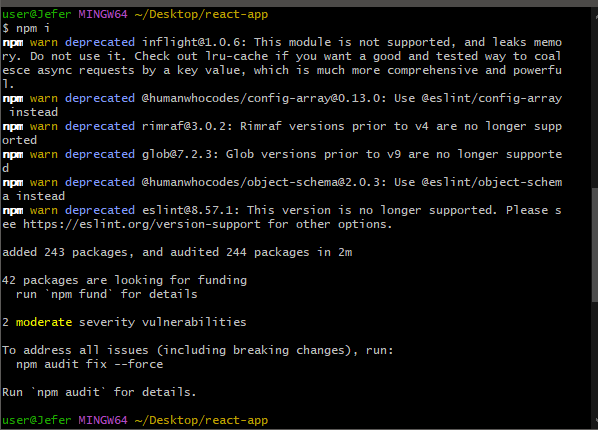 user@Jefer MINGW64 ~/Desktop/react-app
$ npm i
npm warn deprecated inflight@1.0.6: This module is not supported, and leaks memo
ry. Do not use it. Check out lru-cache if you want a good and tested way to coal
esce async requests by a key value, which is much more comprehensive and powerfu
l.
npm warn deprecated @humanwhocodes/config-array@0.13.0: Use @eslint/config-array
 instead
npm warn deprecated rimraf@3.0.2: Rimraf versions prior to v4 are no longer supp
orted
npm warn deprecated glob@7.2.3: Glob versions prior to v9 are no longer supporte
d
npm warn deprecated @humanwhocodes/object-schema@2.0.3: Use @eslint/object-schem
a instead
npm warn deprecated eslint@8.57.1: This version is no longer supported. Please s
ee https://eslint.org/version-support for other options.
added 243 packages, and audited 244 packages in 2m
42 packages are looking for funding
  run `npm fund` for details
2 moderate severity vulnerabilities
To address all issues (including breaking changes), run:
  npm audit fix --force
Run `npm audit` for details.
user@Jefer MINGW64 ~/Desktop/react-app